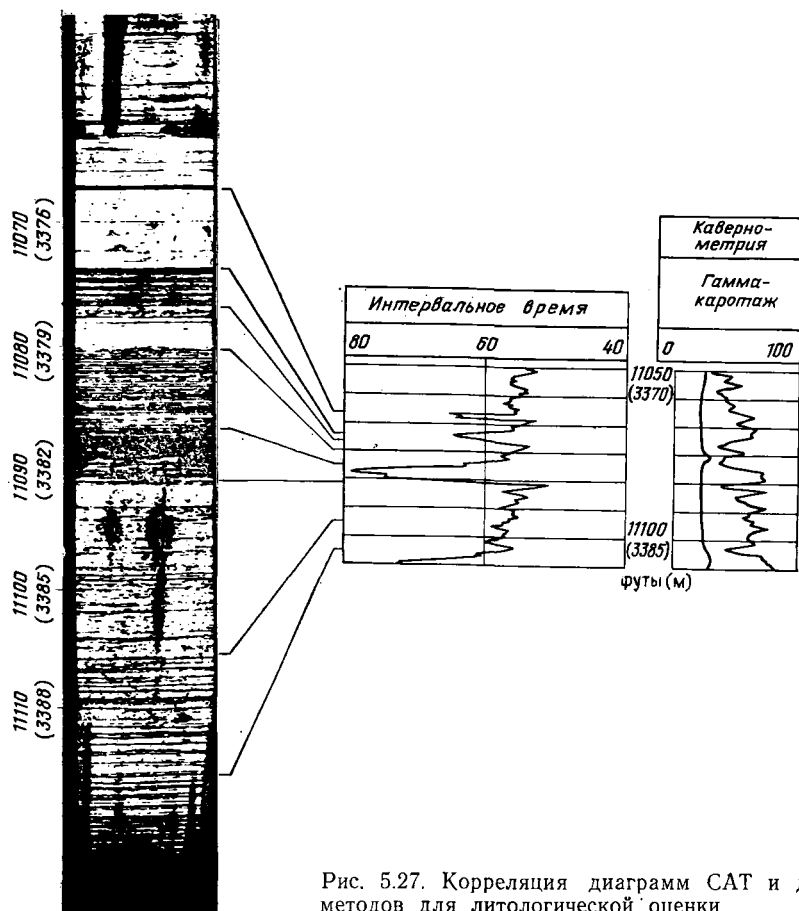 11070
(3376)
11080
(3379)
11090
(3382)
11100
(3385)
11110
(3388)
Интервальное время
80 60 40
11050
(3370)
11100
(3385)
футы (м)
Каверно-
метрия
Гамма-
каротаж
0 100
Рис. 5.27. Корреляция диаграмм САТ и
методов для литологической оценки